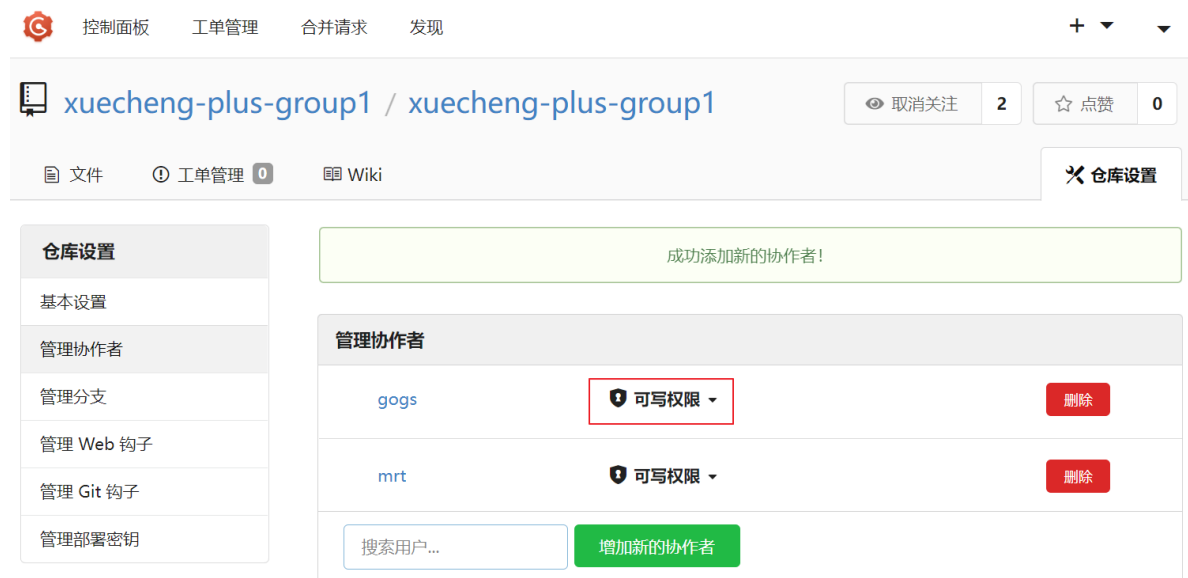 控制面板 工单管理 合并请求 发现
xuecheng-plus-group1 / xuecheng-plus-group1 取消关注 2 点赞 0
文件 工单管理 0 Wiki 仓库设置
仓库设置
基本设置
管理协作者
管理分支
管理 Web 钩子
管理 Git 钩子
管理部署密钥
成功添加新的协作者！
管理协作者
gogs 可写权限 删除
mrt 可写权限 删除
搜索用户... 增加新的协作者